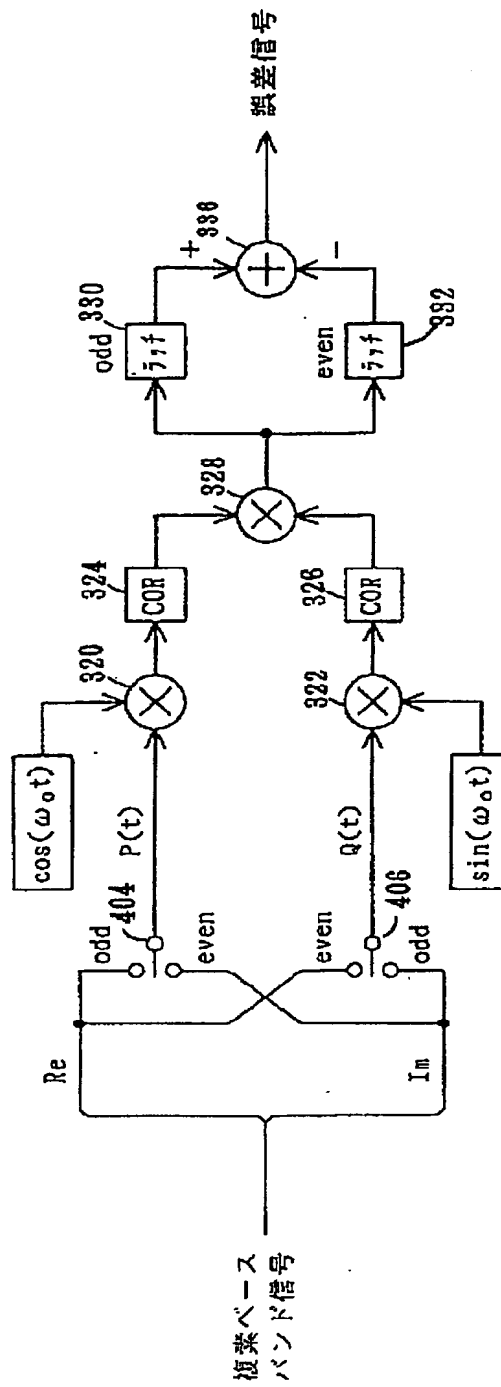 複素ベース
バンド信号
Re
Im
odd
404
even
even
406
odd
P(t)
Q(t)
cos(ω₀t)
sin(ω₀t)
320
322
324
COR
326
COR
328
odd
330
ラッチ
even
332
ラッチ
+
336
-
誤差信号